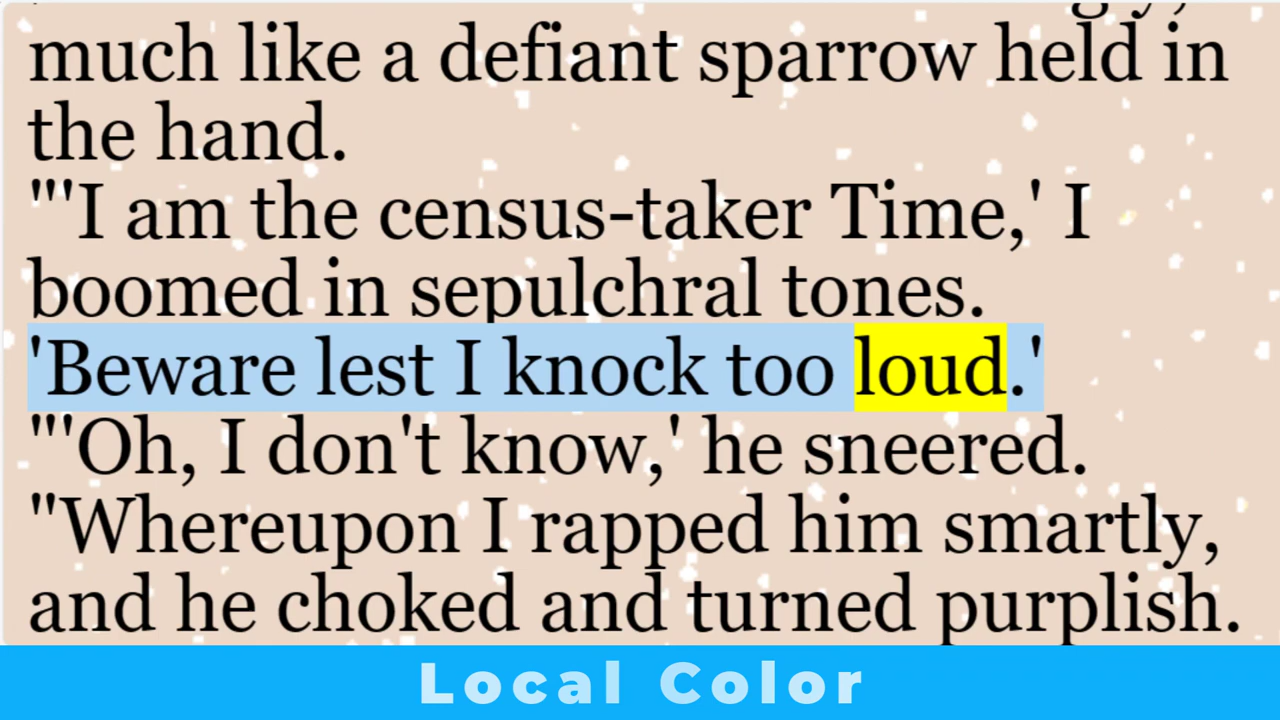 much like a defiant sparrow held in
the hand.
"'I am the census-taker Time,' I
boomed in sepulchral tones.
'Beware lest I knock too loud.'
"'Oh, I don't know,' he sneered.
"Whereupon I rapped him smartly,
and he choked and turned purplish.
Local Color